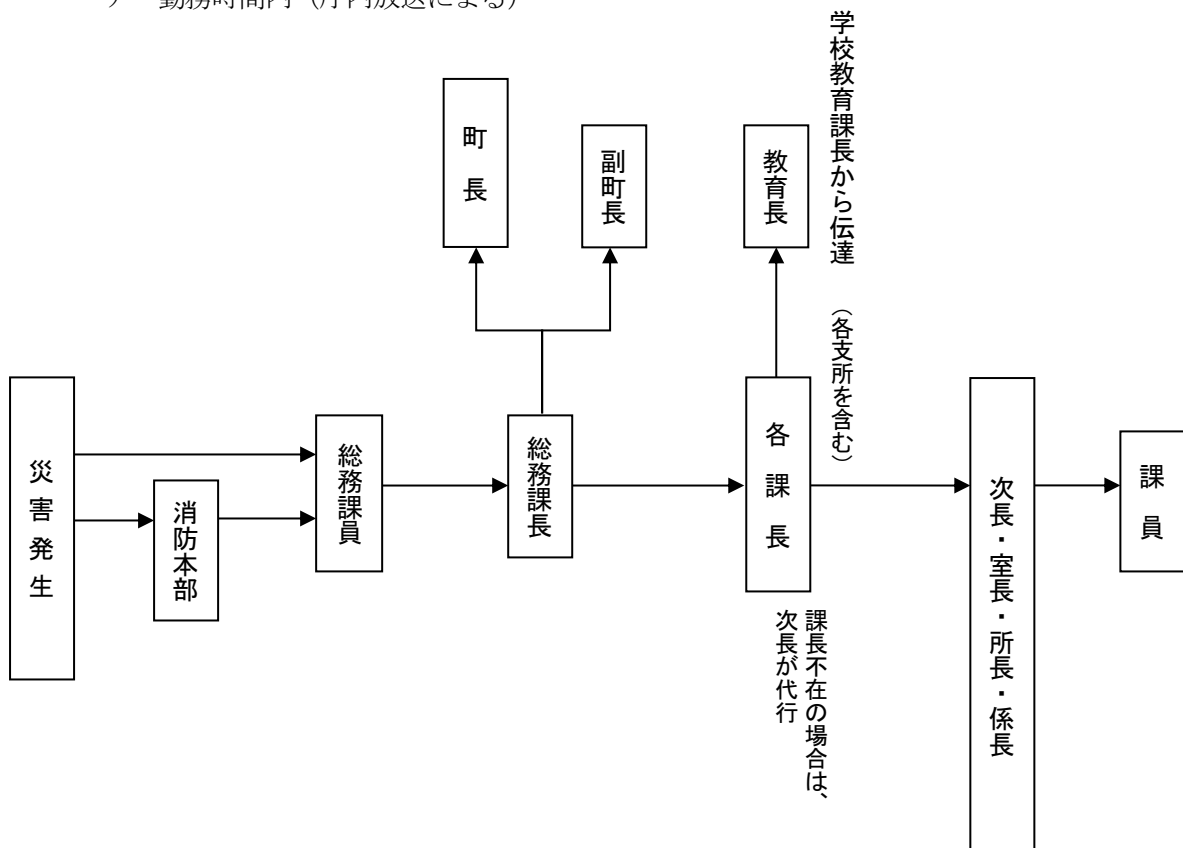 勤務時間内（庁内放送による）
学校教育課長から伝達
（各支所を含む）
町長
副町長
教育長
災害発生
消防本部
総務課員
総務課長
各課長
課長不在の場合は、
次長が代行
次長・室長・所長・係長
課員